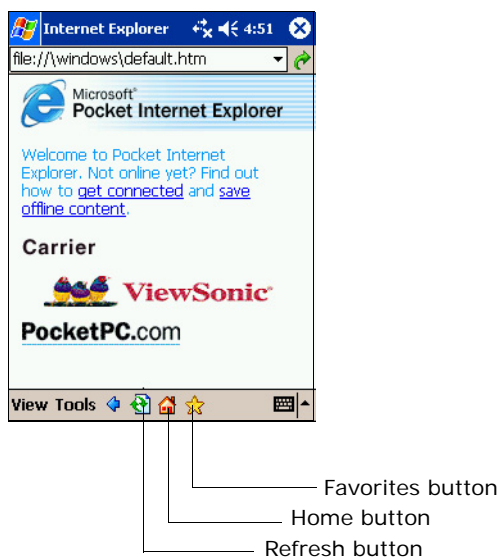 Internet Explorer 4:51
file://\windows\default.htm
Microsoft®
Pocket Internet Explorer
Welcome to Pocket Internet
Explorer. Not online yet? Find out
how to get connected and save
offline content.
Carrier
ViewSonic®
PocketPC.com
View Tools
Favorites button
Home button
Refresh button